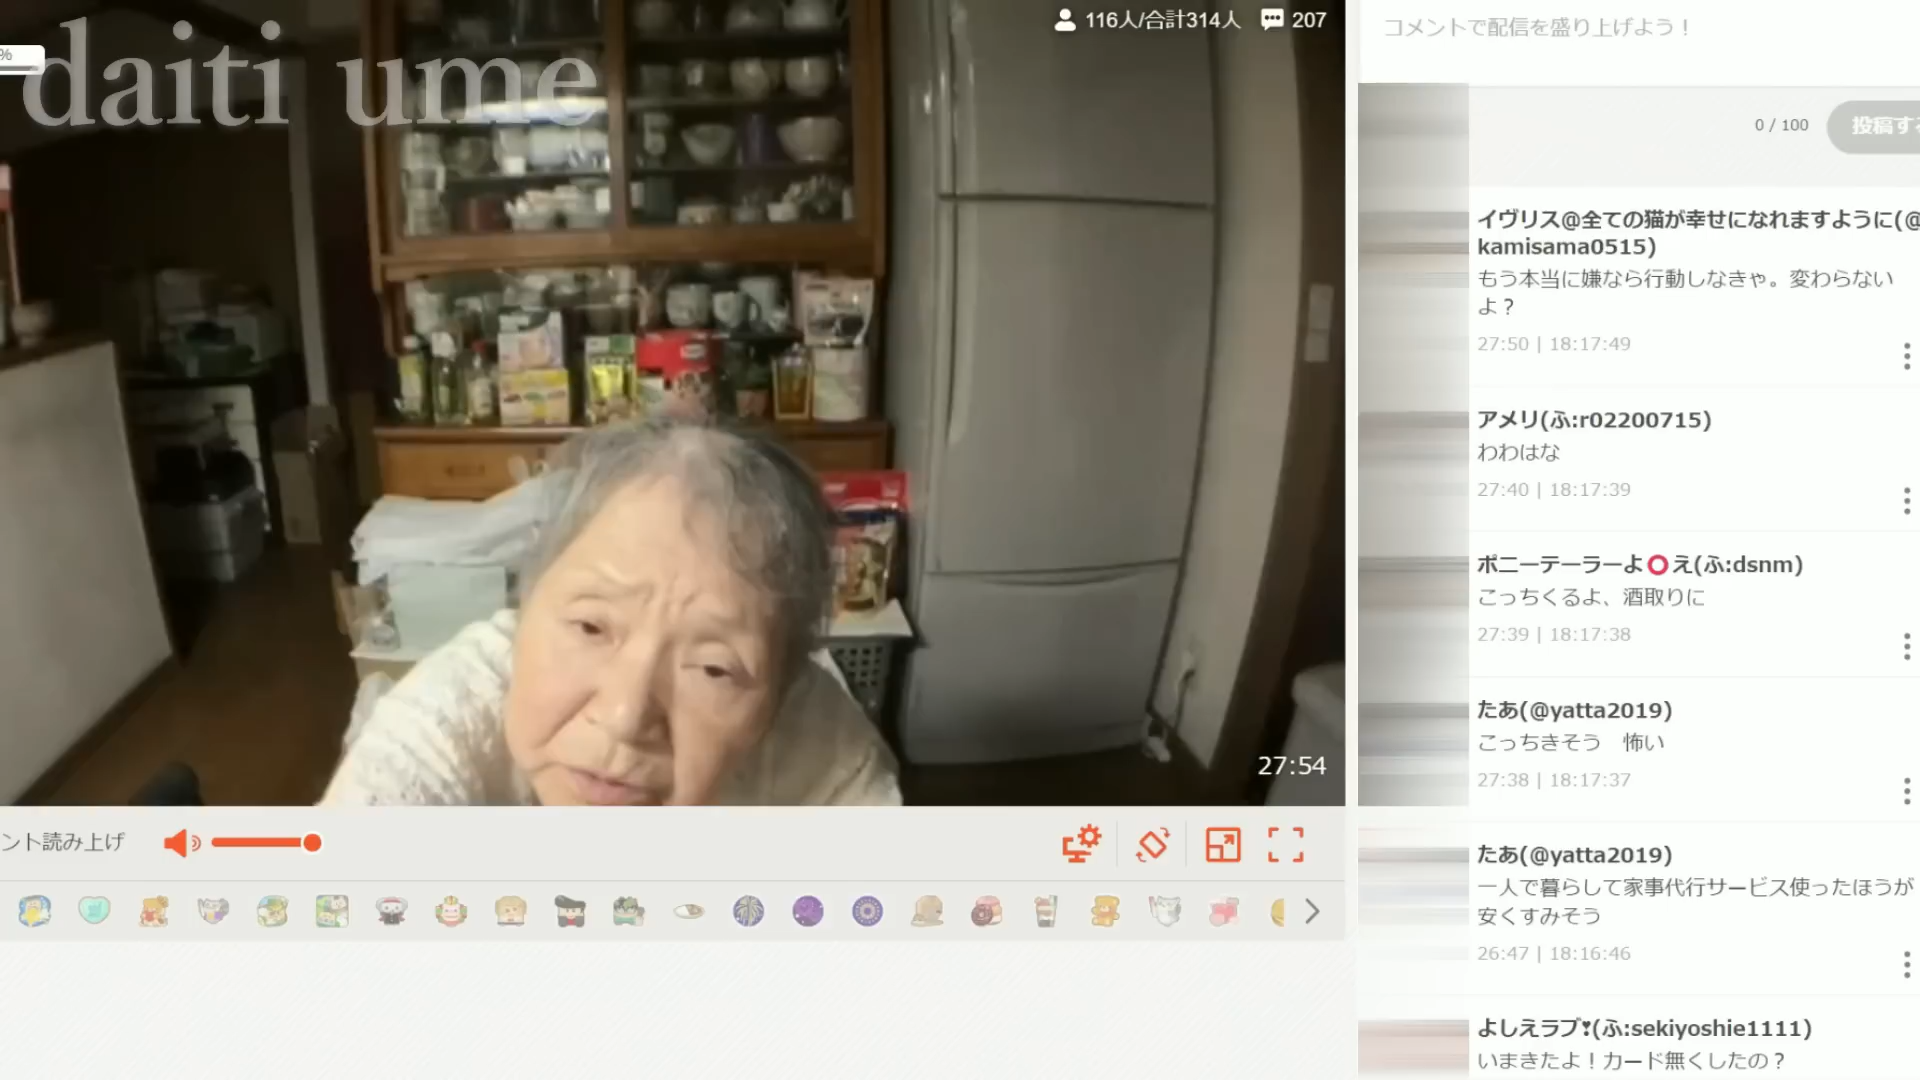 daiti ume
%
116人/合計314人 207
27:54
ント読み上げ
コメントで配信を盛り上げよう！
0 / 100
投稿する
イヴリス@全ての猫が幸せになれますように(@
kamisama0515)
もう本当に嫌なら行動しなきゃ。変わらない
よ？
27:50 | 18:17:49
アメリ(ふ:r02200715)
わわはな
27:40 | 18:17:39
ポニーテーラーよ⭕え(ふ:dsnm)
こっちくるよ、酒取りに
27:39 | 18:17:38
たあ(@yatta2019)
こっちきそう　怖い
27:38 | 18:17:37
たあ(@yatta2019)
一人で暮らして家事代行サービス使ったほうが
安くすみそう
26:47 | 18:16:46
よしえラブ❣(ふ:sekiyoshie1111)
いまきたよ！カード無くしたの？